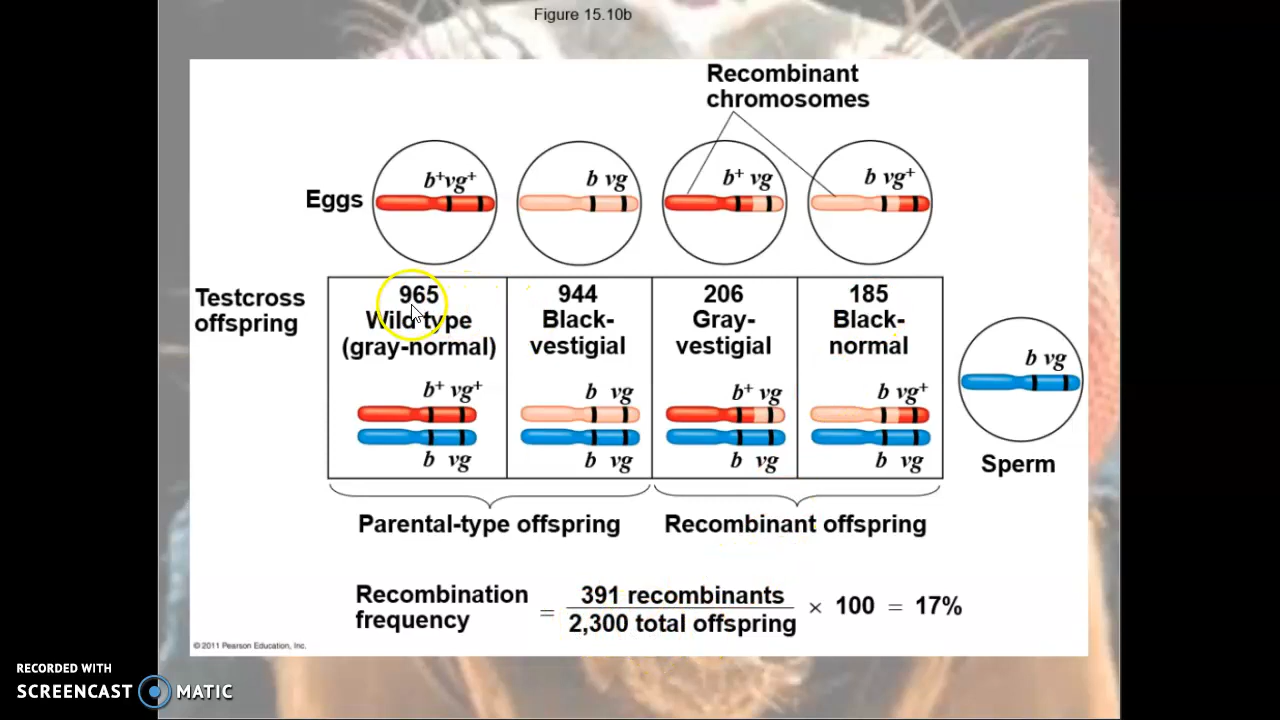 Figure 15.10b
Recombinant
chromosomes
Eggs
b⁺vg⁺
b vg
b⁺ vg
b vg⁺
Testcross
offspring
965
Wild type
(gray-normal)
944
Black-
vestigial
206
Gray-
vestigial
185
Black-
normal
b⁺ vg⁺
b vg
b vg
b vg
b⁺ vg
b vg
b vg⁺
b vg
b vg
Sperm
Parental-type offspring
Recombinant offspring
Recombination
frequency
=
391 recombinants
2,300 total offspring
× 100 = 17%
© 2011 Pearson Education, Inc.
RECORDED WITH
SCREENCAST MATIC